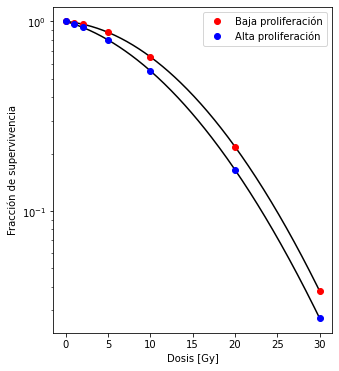 Baja proliferación
Alta proliferación
10⁰
10⁻¹
Fracción de supervivencia
0 5 10 15 20 25 30
Dosis [Gy]